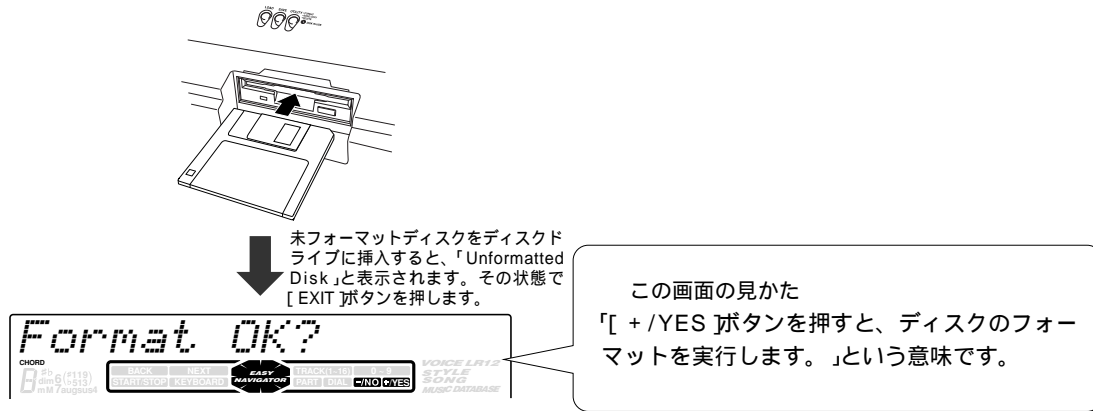 LOAD SAVE UTILITY
未フォーマットディスクをディスクド
ライブに挿入すると、「Unformatted
Disk」と表示されます。その状態で
[EXIT]ボタンを押します。
Format OK?
CHORD
BACK NEXT EASY NAVIGATOR TRACK(1-16) 0 - 9
START/STOP KEYBOARD PART DIAL -/NO +/YES
VOICE LR12
STYLE
SONG
MUSIC DATABASE
この画面の見かた
「[+/YES]ボタンを押すと、ディスクのフォー
マットを実行します。」という意味です。